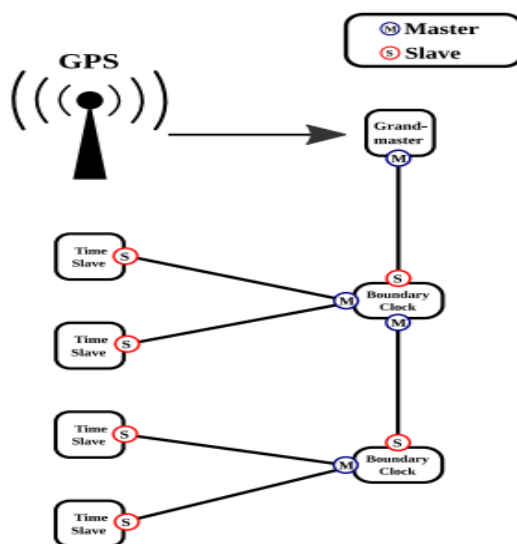 M Master
S Slave
GPS
Grand-
master
M
Time
Slave
S
S
M
Boundary
Clock
M
Time
Slave
S
Time
Slave
S
S
M
Boundary
Clock
Time
Slave
S